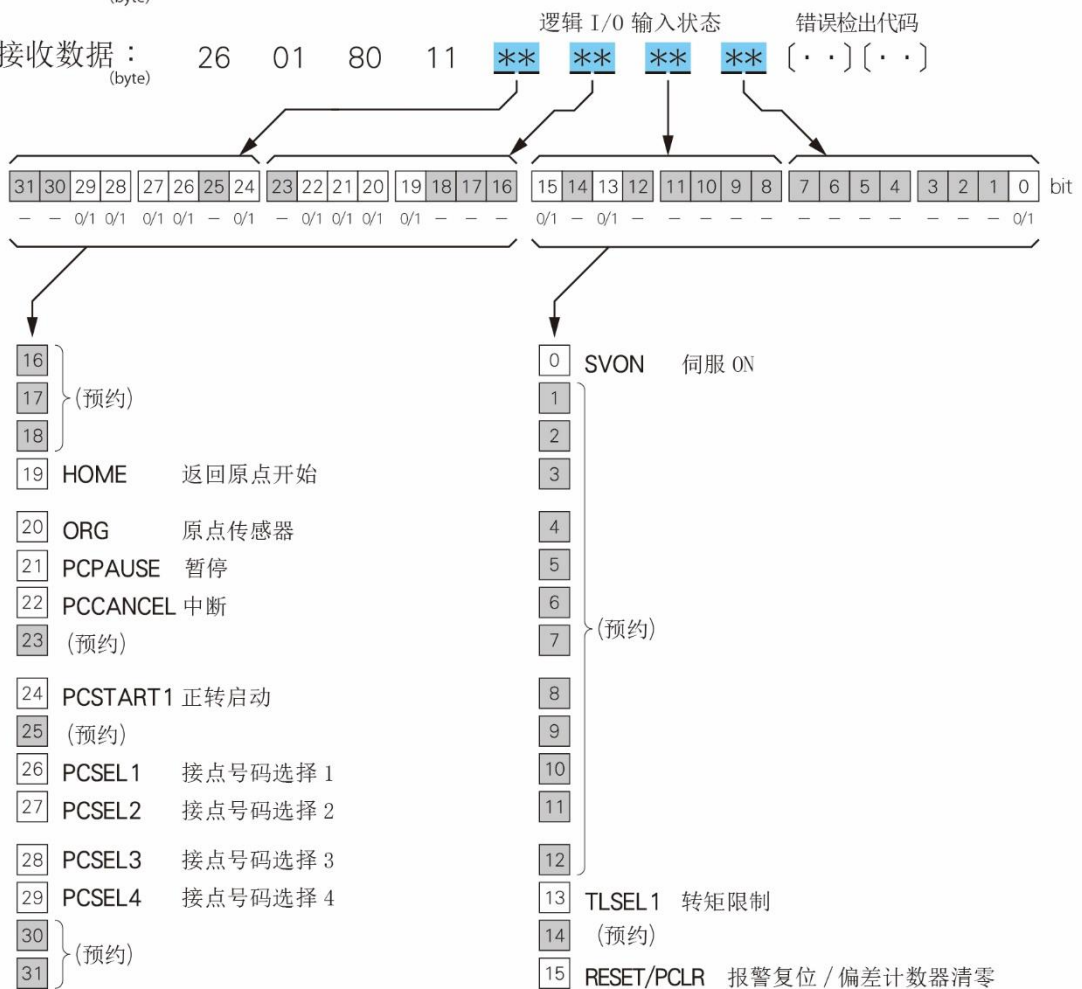 (byte)
逻辑 I/O 输入状态 错误检出代码
接收数据： 26 01 80 11 ** ** ** ** 〔··〕〔··〕
(byte)
31 30 29 28 27 26 25 24 23 22 21 20 19 18 17 16 15 14 13 12 11 10 9 8 7 6 5 4 3 2 1 0 bit
− − 0/1 0/1 0/1 0/1 − 0/1 − 0/1 0/1 0/1 0/1 − − − 0/1 − 0/1 − − − − − − − − − − − − 0/1
16
17 (预约)
18
19 HOME 返回原点开始
20 ORG 原点传感器
21 PCPAUSE 暂停
22 PCCANCEL 中断
23 (预约)
24 PCSTART1 正转启动
25 (预约)
26 PCSEL1 接点号码选择 1
27 PCSEL2 接点号码选择 2
28 PCSEL3 接点号码选择 3
29 PCSEL4 接点号码选择 4
30
(预约)
31
0 SVON 伺服 ON
1
2
3
4
5
6
(预约)
7
8
9
10
11
12
13 TLSEL1 转矩限制
14 (预约)
15 RESET/PCLR 报警复位 / 偏差计数器清零